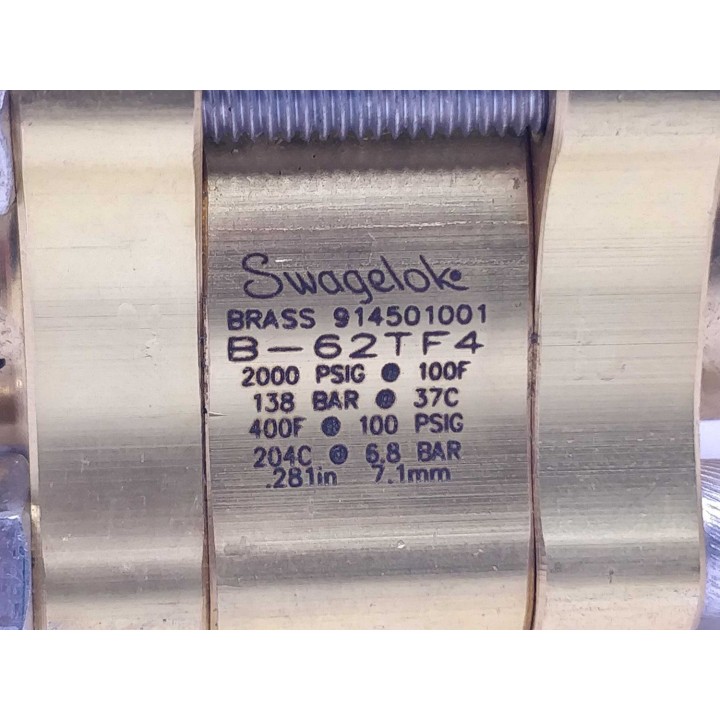 Swagelok
BRASS 914501001
B-62TF4
2000 PSIG ● 100F
138 BAR ● 37C
400F ● 100 PSIG
204C ● 6.8 BAR
.281in 7.1mm